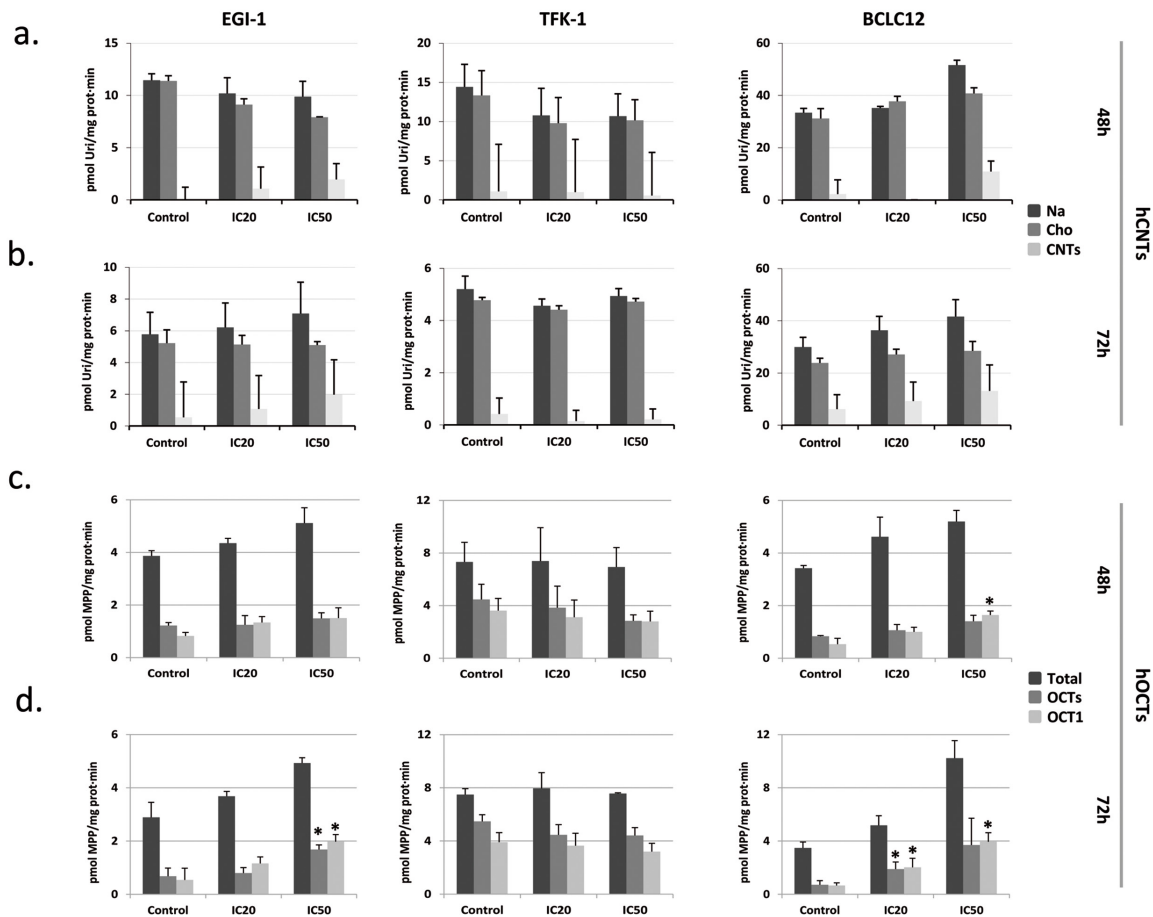 EGI-1 TFK-1 BCLC12
a.
pmol Uri/mg prot·min
15
10
5
0
Control IC20 IC50
pmol Uri/mg prot·min
20
15
10
5
0
Control IC20 IC50
pmol Uri/mg prot·min
60
40
20
0
Control IC20 IC50
48h
b.
pmol Uri/mg prot·min
10
8
6
4
2
0
Control IC20 IC50
pmol Uri/mg prot·min
6
4
2
0
Control IC20 IC50
pmol Uri/mg prot·min
60
40
20
0
Control IC20 IC50
72h
Na
Cho
CNTs
hCNTs
c.
pmol MPP/mg prot·min
6
4
2
0
Control IC20 IC50
pmol MPP/mg prot·min
12
8
4
0
Control IC20 IC50
pmol MPP/mg prot·min
6
4
2
0
*
Control IC20 IC50
48h
d.
pmol MPP/mg prot·min
6
4
2
0
* *
Control IC20 IC50
pmol MPP/mg prot·min
12
8
4
0
Control IC20 IC50
pmol MPP/mg prot·min
12
8
4
0
* * *
Control IC20 IC50
72h
Total
OCTs
OCT1
hOCTs